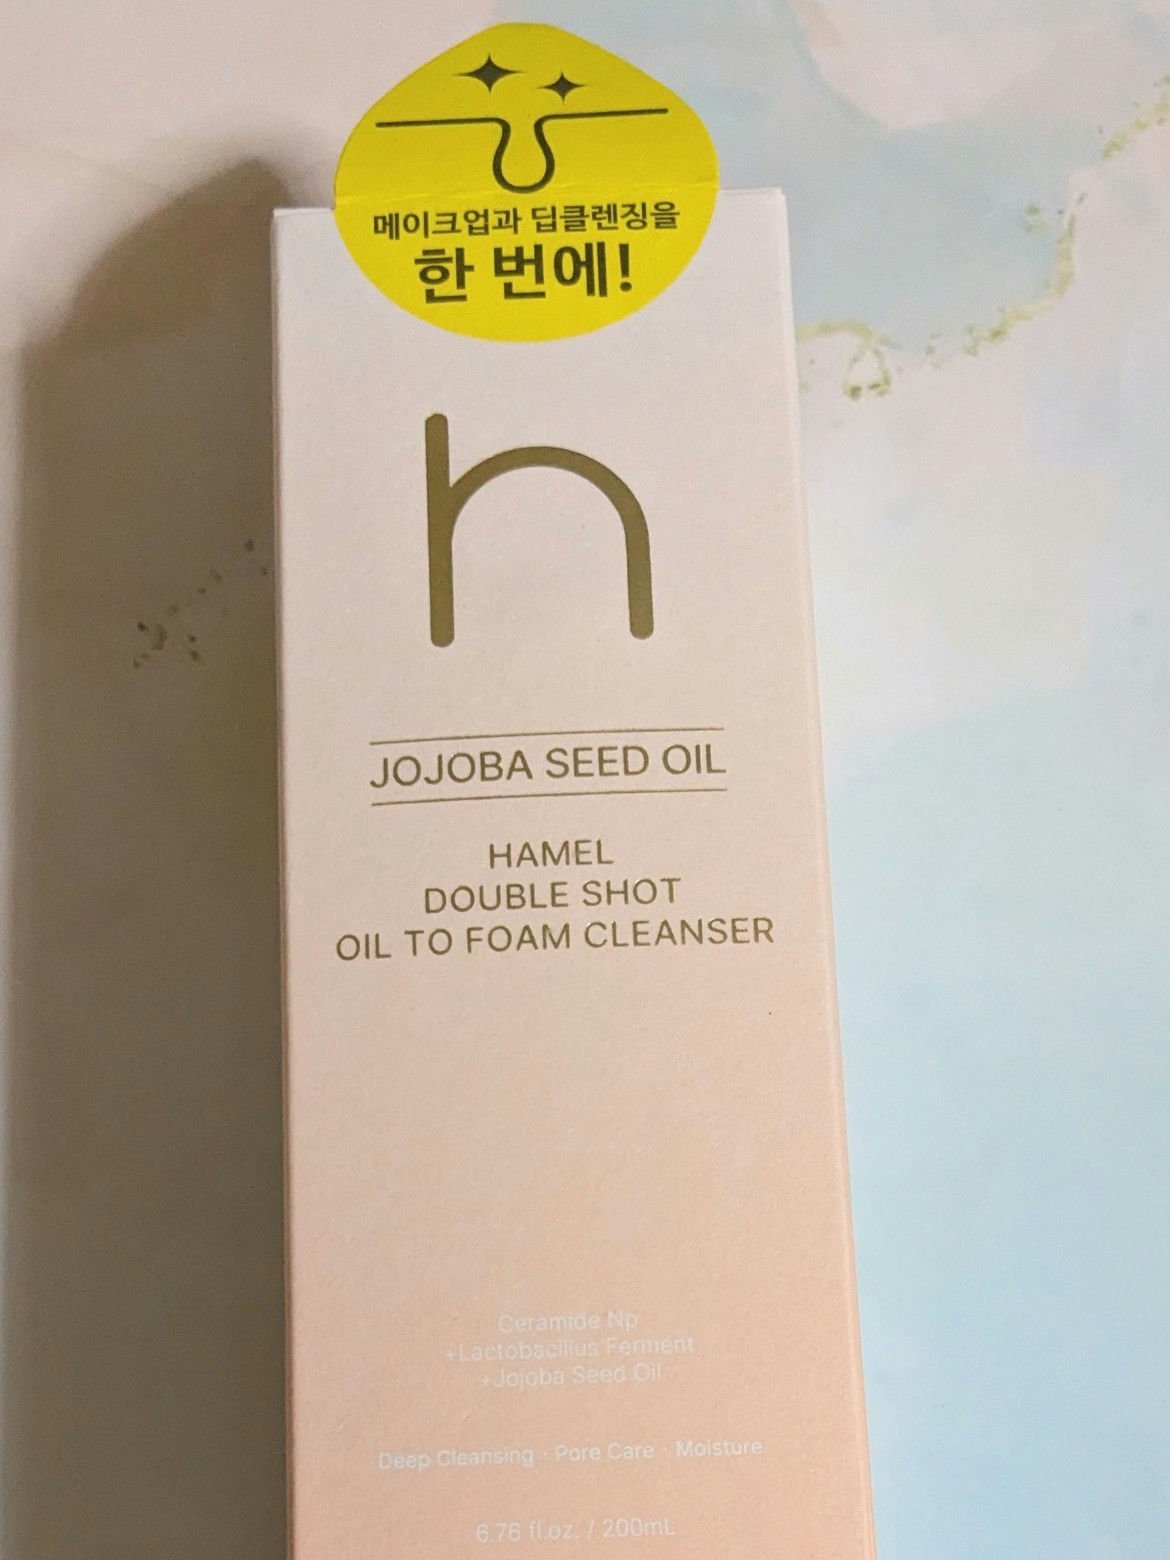 메이크업과 딥클렌징을
한 번에!
h
JOJOBA SEED OIL
HAMEL
DOUBLE SHOT
OIL TO FOAM CLEANSER
Ceramide Np
+Lactobacillus Ferment
+Jojoba Seed Oil
Deep Cleansing · Pore Care · Moisture
6.76 fl.oz. / 200mL